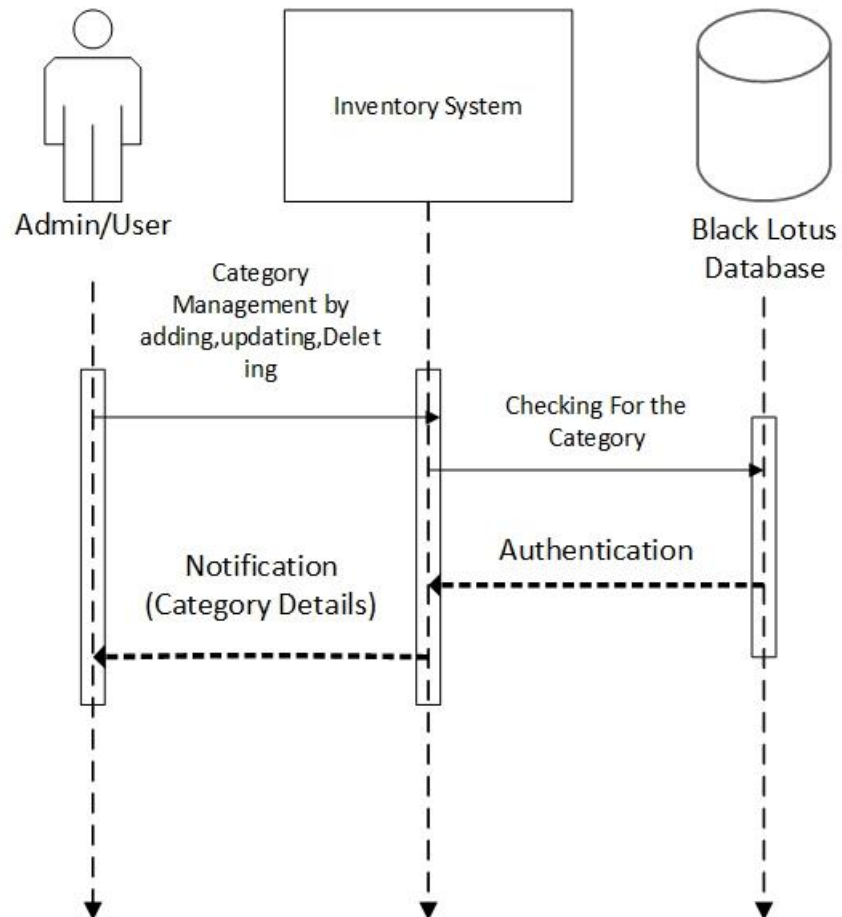 Inventory System
Admin/User
Black Lotus
Database
Category
Management by
adding,updating,Delet
ing
Checking For the
Category
Authentication
Notification
(Category Details)